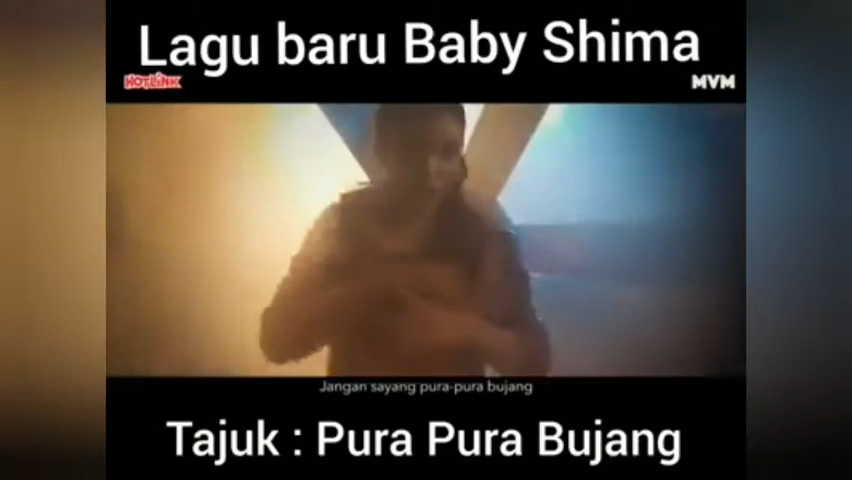 Lagu baru Baby Shima
HOTLINK
MVM
Jangan sayang pura-pura bujang
Tajuk : Pura Pura Bujang